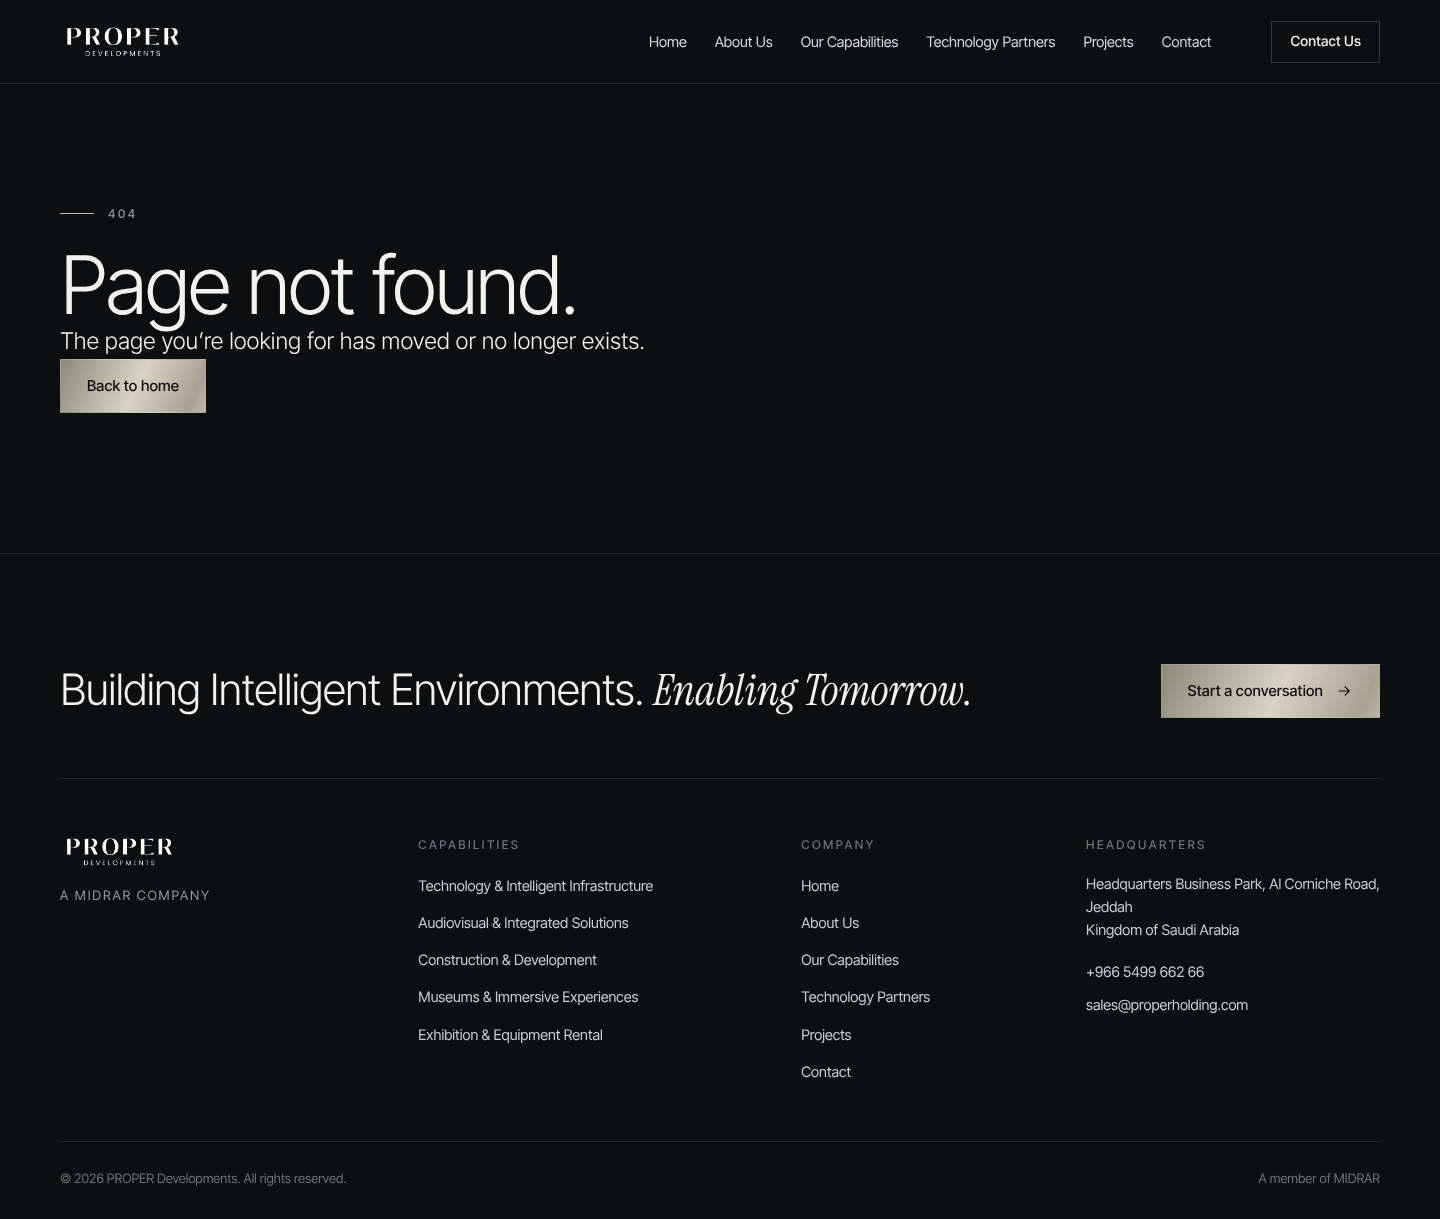 PROPER
DEVELOPMENTS
Home
About Us
Our Capabilities
Technology Partners
Projects
Contact
Contact Us
404
Page not found.
The page you’re looking for has moved or no longer exists.
Back to home
Building Intelligent Environments. Enabling Tomorrow.
Start a conversation →
PROPER
DEVELOPMENTS
A MIDRAR COMPANY
CAPABILITIES
Technology & Intelligent Infrastructure
Audiovisual & Integrated Solutions
Construction & Development
Museums & Immersive Experiences
Exhibition & Equipment Rental
COMPANY
Home
About Us
Our Capabilities
Technology Partners
Projects
Contact
HEADQUARTERS
Headquarters Business Park, Al Corniche Road,
Jeddah
Kingdom of Saudi Arabia
+966 5499 662 66
sales@properholding.com
© 2026 PROPER Developments. All rights reserved.
A member of MIDRAR